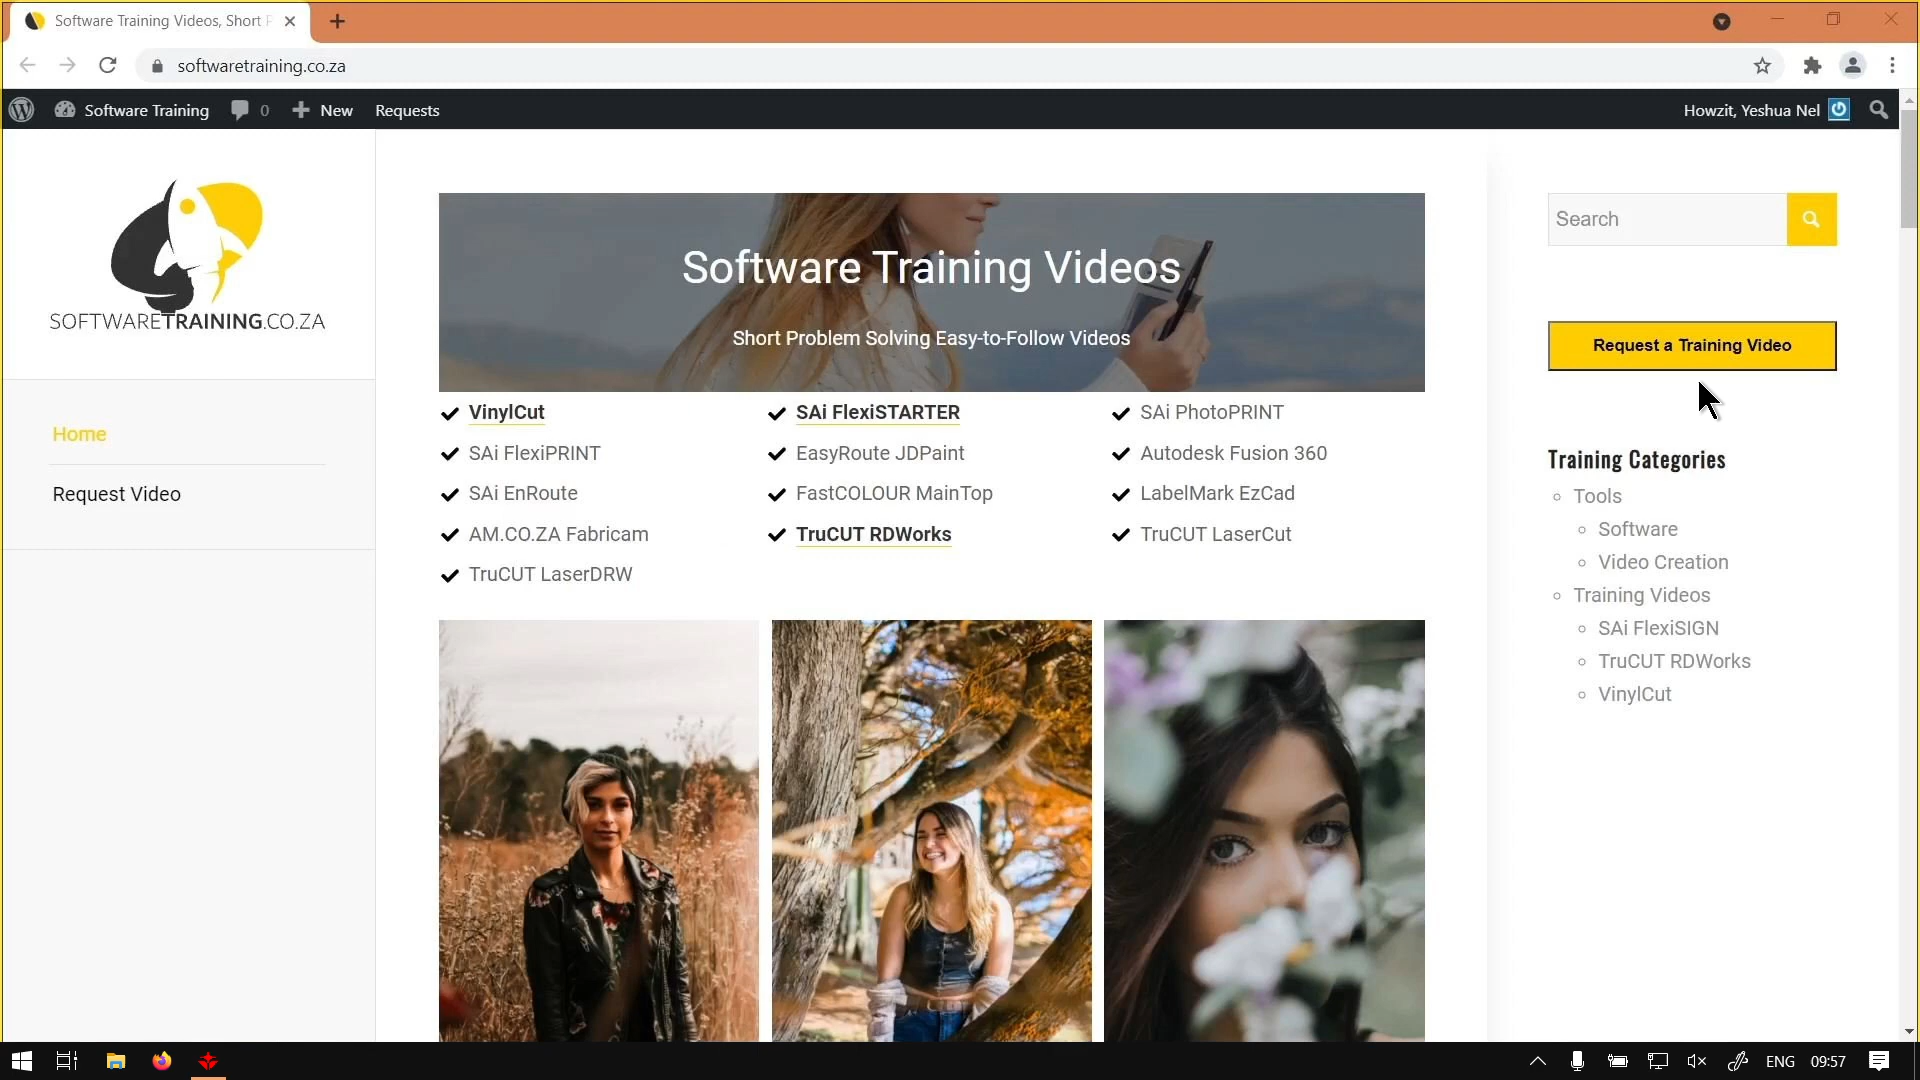 Software Training Videos, Short P
softwaretraining.co.za
Software Training 0 New Requests Howzit, Yeshua Nel
SOFTWARETRAINING.CO.ZA
Home
Request Video
Software Training Videos
Short Problem Solving Easy-to-Follow Videos
VinylCut SAi FlexiSTARTER SAi PhotoPRINT
SAi FlexiPRINT EasyRoute JDPaint Autodesk Fusion 360
SAi EnRoute FastCOLOUR MainTop LabelMark EzCad
AM.CO.ZA Fabricam TruCUT RDWorks TruCUT LaserCut
TruCUT LaserDRW
Search
Request a Training Video
Training Categories
Tools
Software
Video Creation
Training Videos
SAi FlexiSIGN
TruCUT RDWorks
VinylCut
ENG 09:57